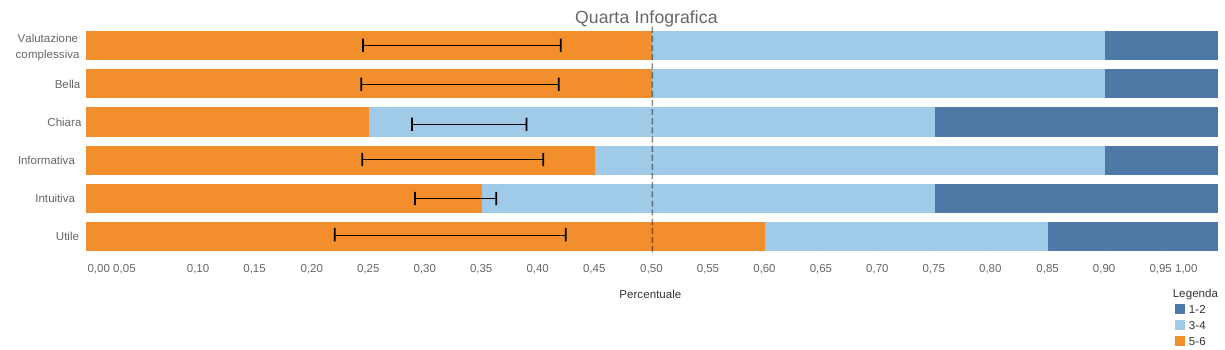 Quarta Infografica
Valutazione
complessiva
Bella
Chiara
Informativa
Intuitiva
Utile
0,00 0,05 0,10 0,15 0,20 0,25 0,30 0,35 0,40 0,45 0,50 0,55 0,60 0,65 0,70 0,75 0,80 0,85 0,90 0,95 1,00
Percentuale
Legenda
1-2
3-4
5-6